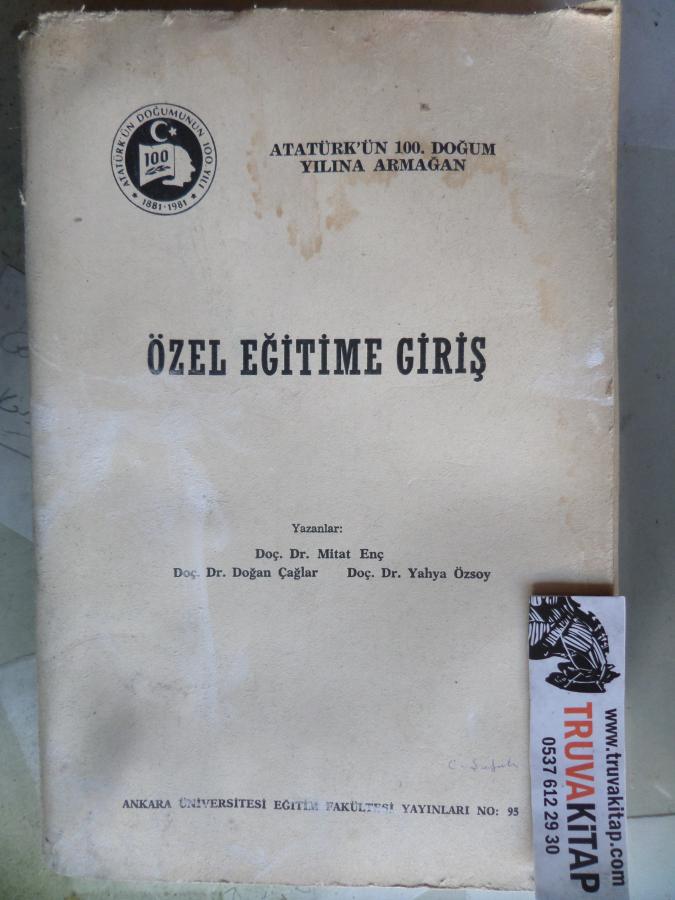 ATATÜRK'ÜN DOĞUMUNUN 100. YILI
100
1881-1981
ATATÜRK'ÜN 100. DOĞUM
YILINA ARMAĞAN
ÖZEL EĞİTİME GİRİŞ
Yazanlar:
Doç. Dr. Mitat Enç
Doç. Dr. Doğan Çağlar Doç. Dr. Yahya Özsoy
ANKARA ÜNİVERSİTESİ EĞİTİM FAKÜLTESİ YAYINLARI NO: 95
www.truvakitap.com
TRUVAKİTAP
0537 612 29 30